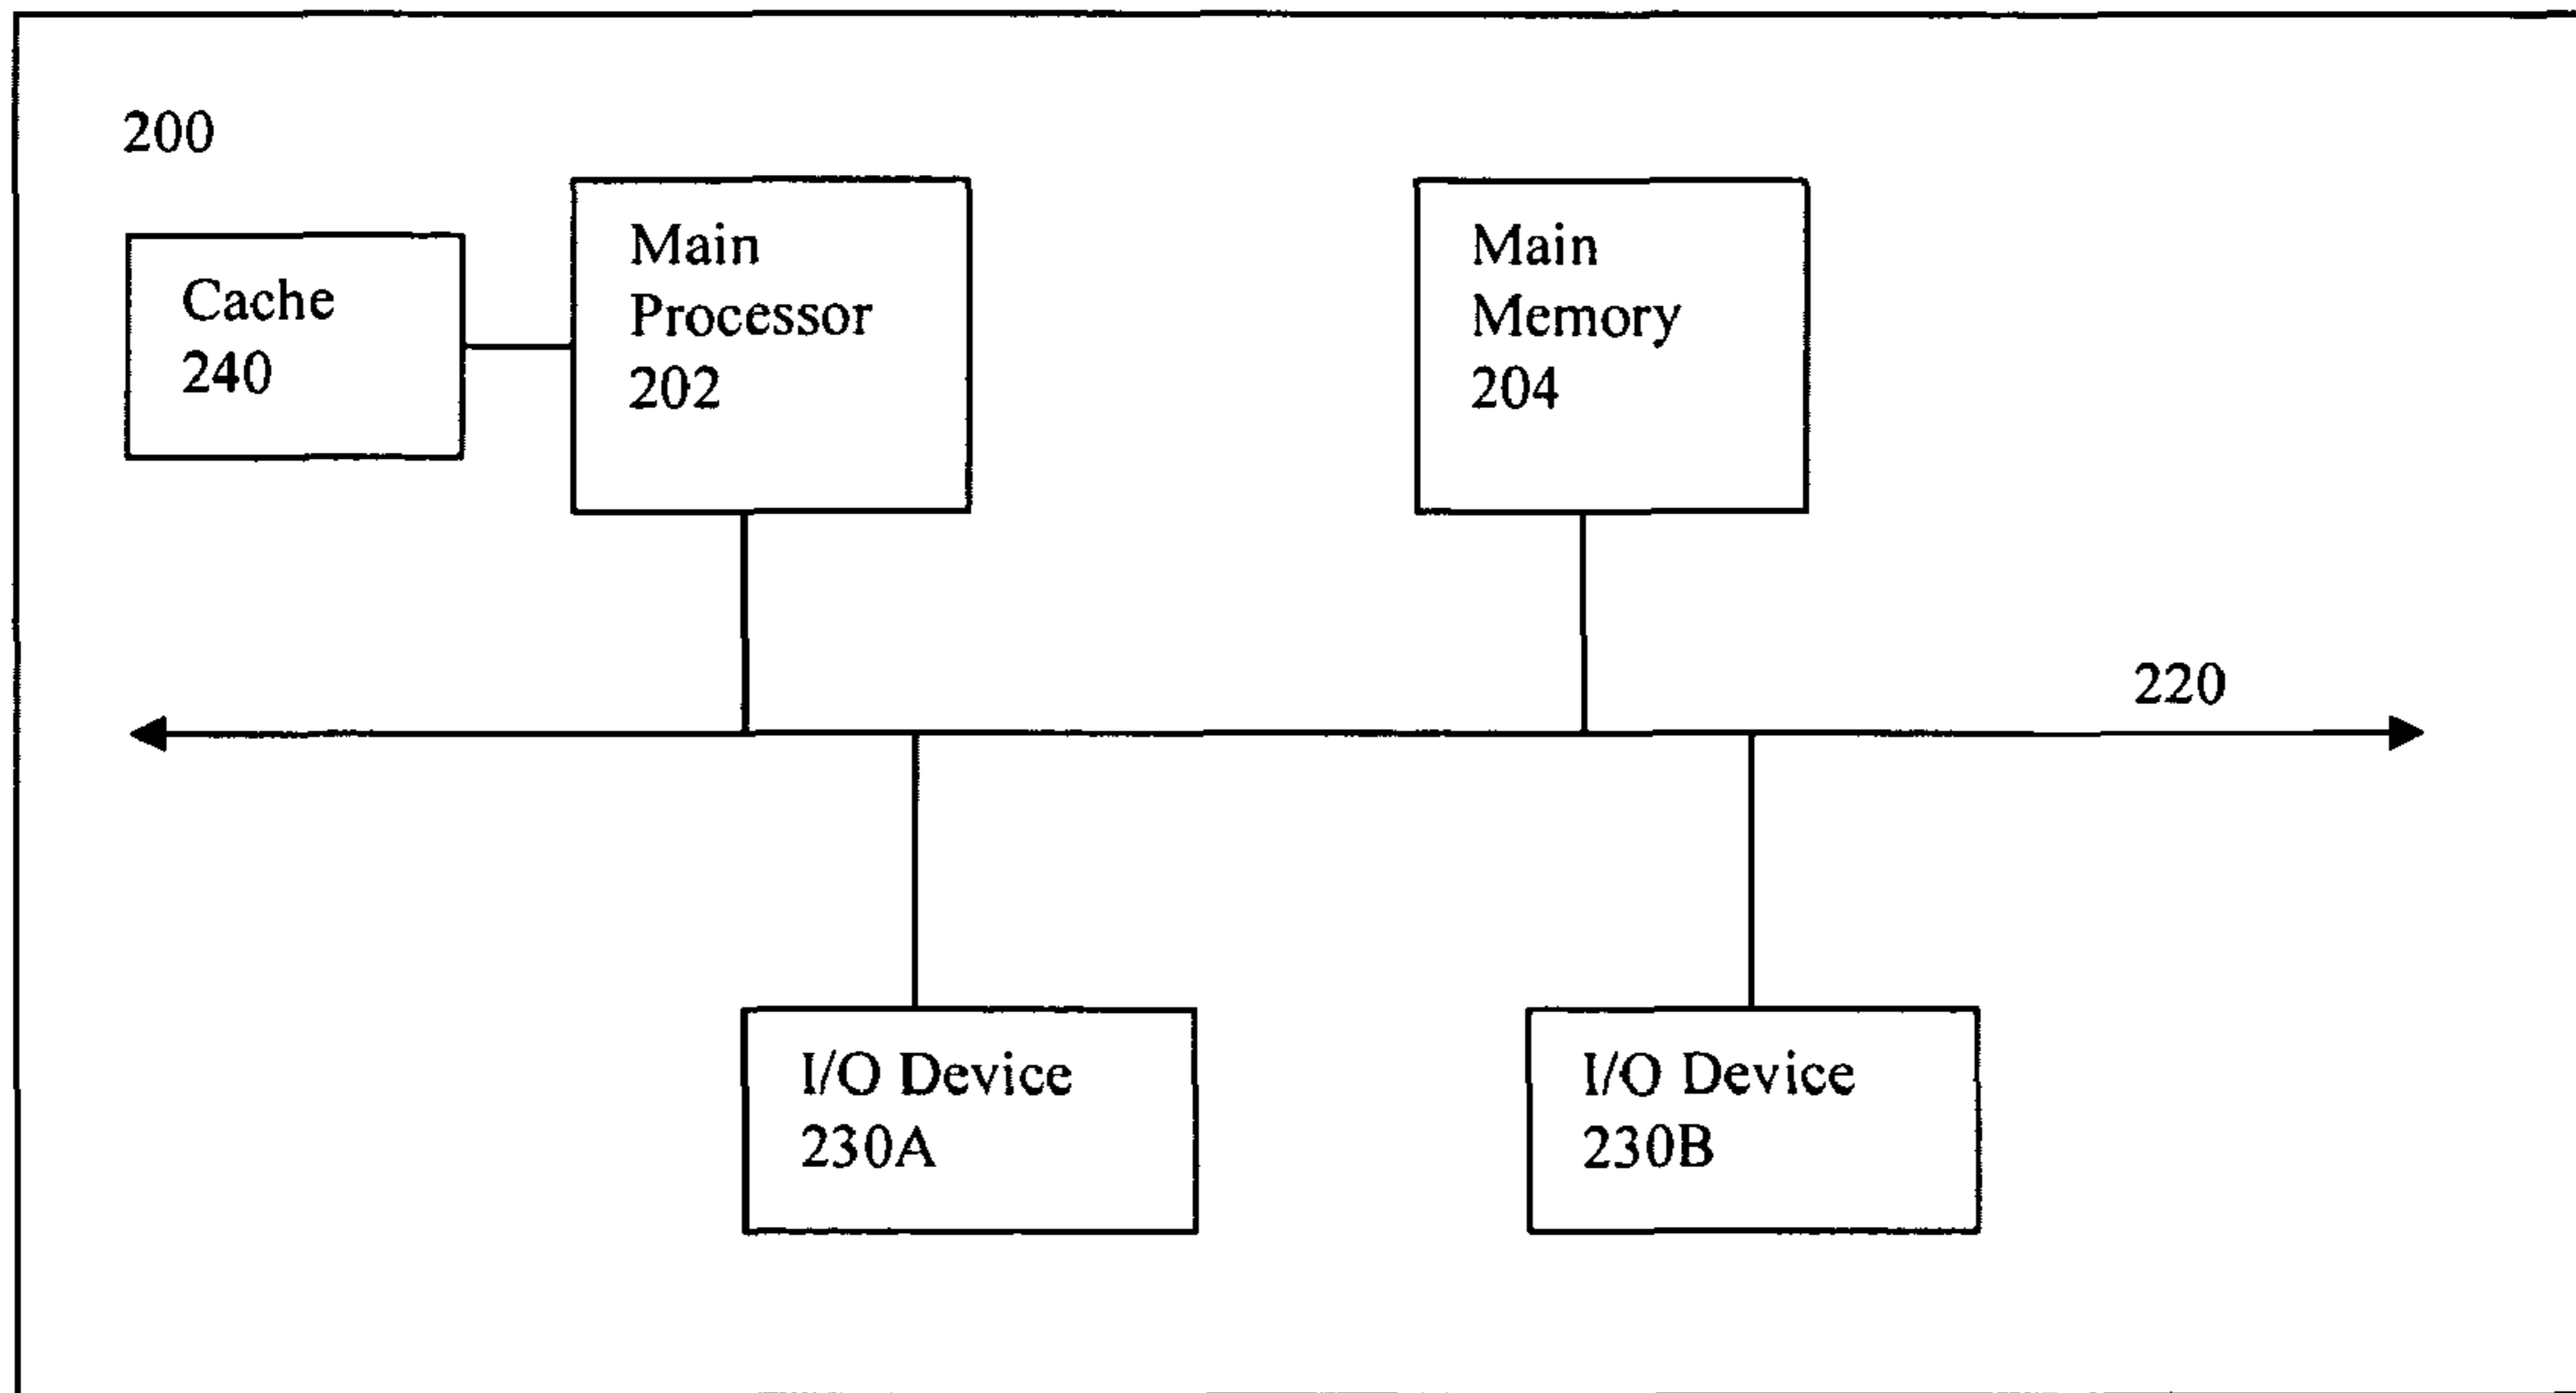 200
Cache
240
Main
Processor
202
Main
Memory
204
220
I/O Device
230A
I/O Device
230B